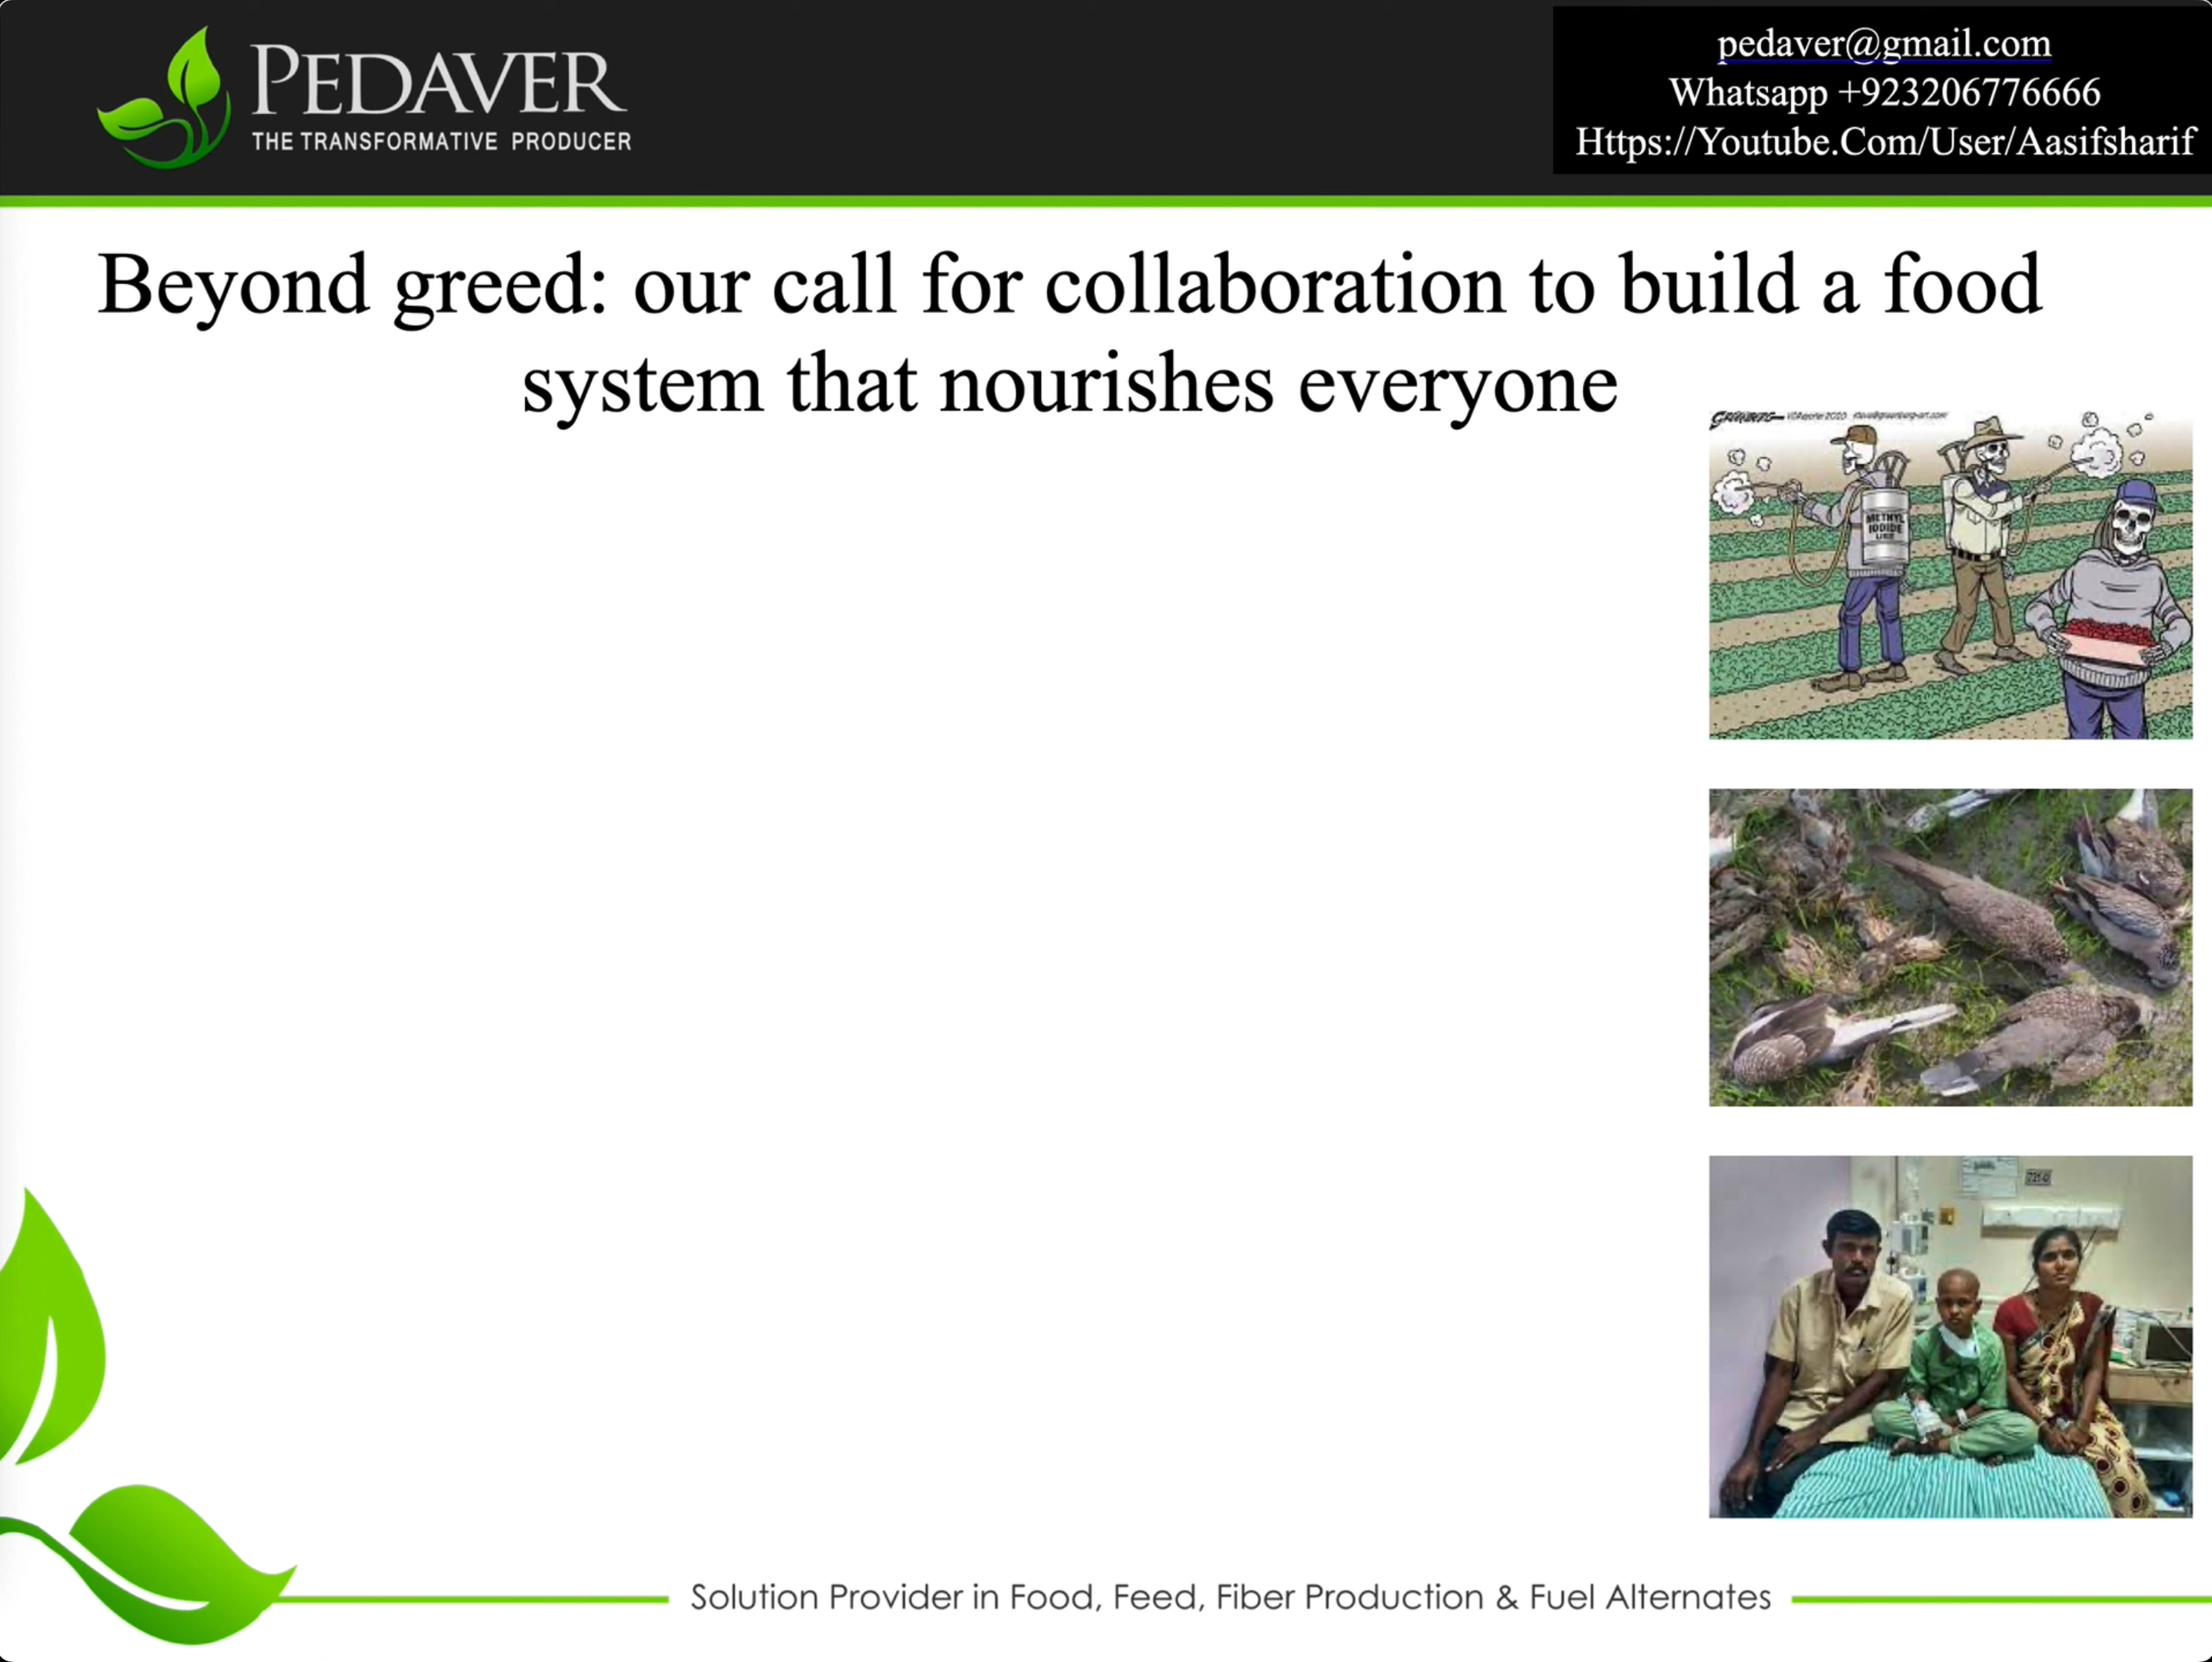 PEDAVER
THE TRANSFORMATIVE PRODUCER
pedaver@gmail.com
Whatsapp +923206776666
Https://Youtube.Com/User/Aasifsharif
Beyond greed: our call for collaboration to build a food
system that nourishes everyone
METHYL
IODIDE
Solution Provider in Food, Feed, Fiber Production & Fuel Alternates